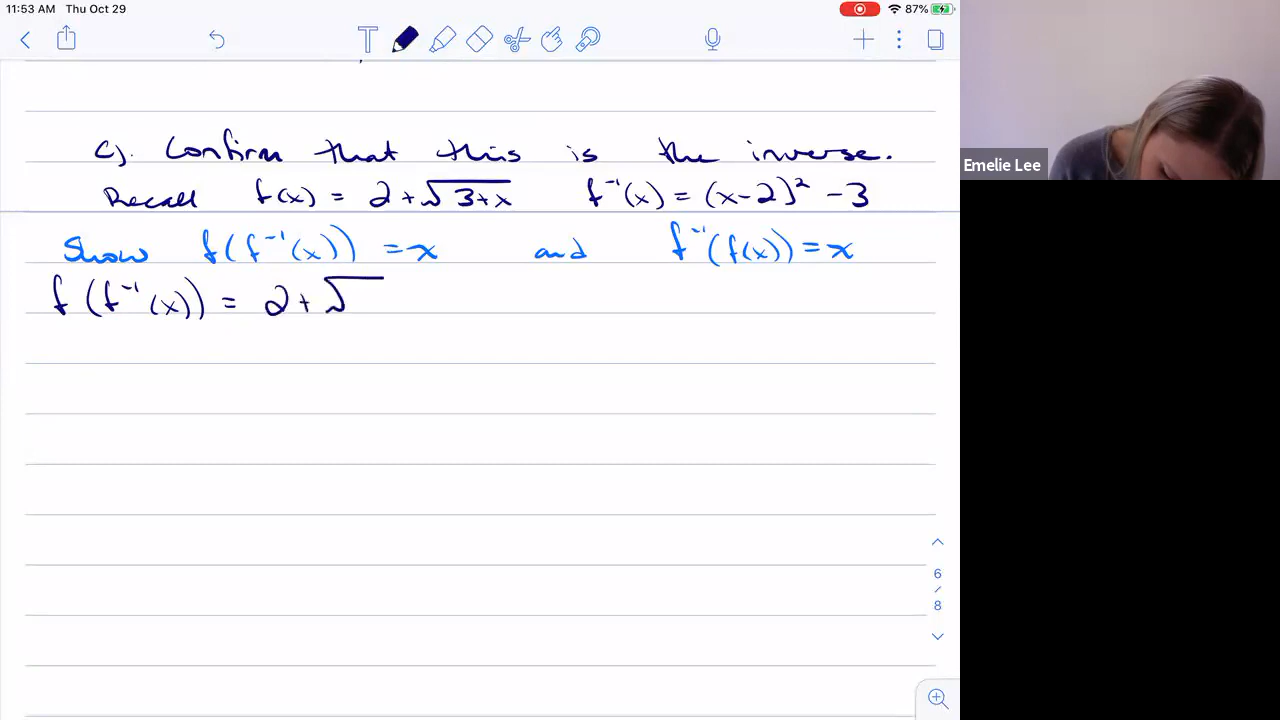 11:53 AM Thu Oct 29
87%
T
C). Confirm that this is the inverse.
Recall f(x) = 2 + √3+x f⁻¹(x) = (x-2)² - 3
Show f(f⁻¹(x)) = x and f⁻¹(f(x)) = x
f(f⁻¹(x)) = 2 + √
Emelie Lee
6
/
8